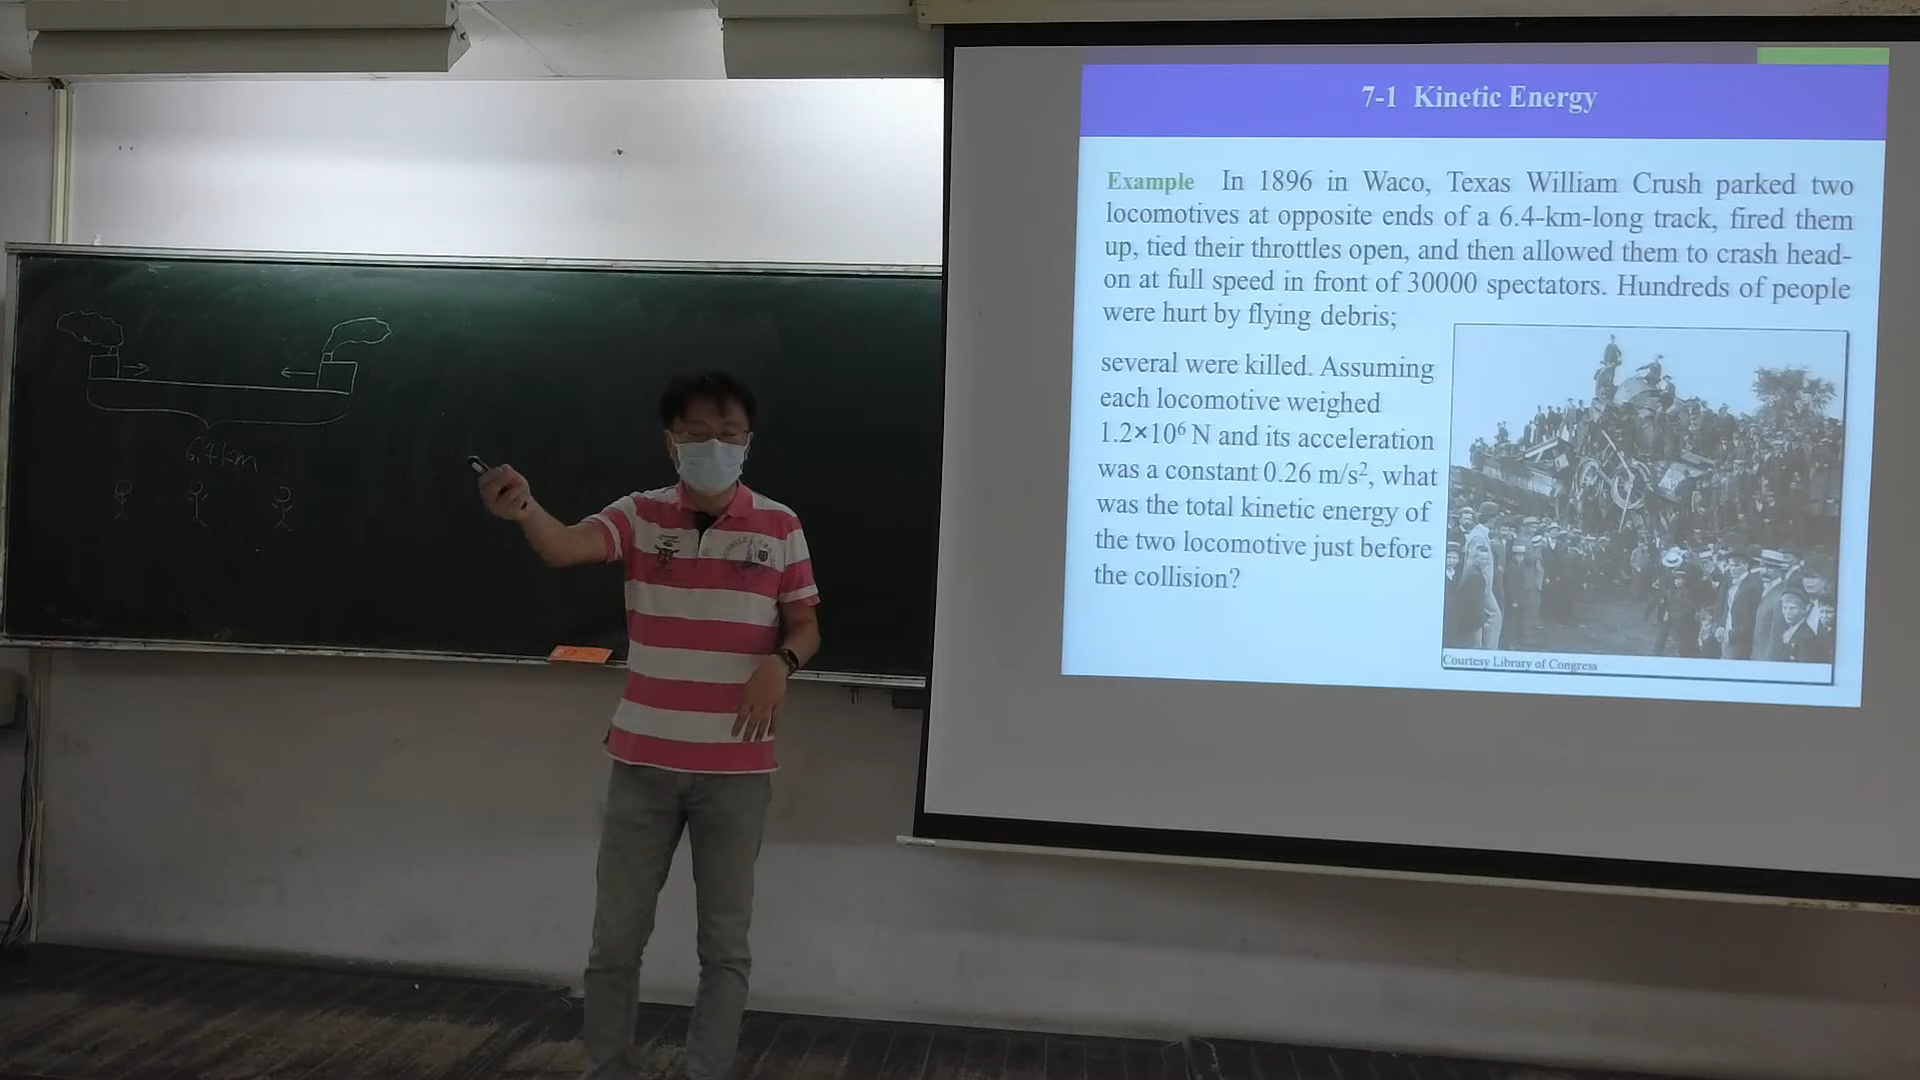 6.4 km
7-1 Kinetic Energy
Example In 1896 in Waco, Texas William Crush parked two
locomotives at opposite ends of a 6.4-km-long track, fired them
up, tied their throttles open, and then allowed them to crash head-
on at full speed in front of 30000 spectators. Hundreds of people
were hurt by flying debris;
several were killed. Assuming
each locomotive weighed
1.2×10⁶ N and its acceleration
was a constant 0.26 m/s², what
was the total kinetic energy of
the two locomotive just before
the collision?
Courtesy Library of Congress